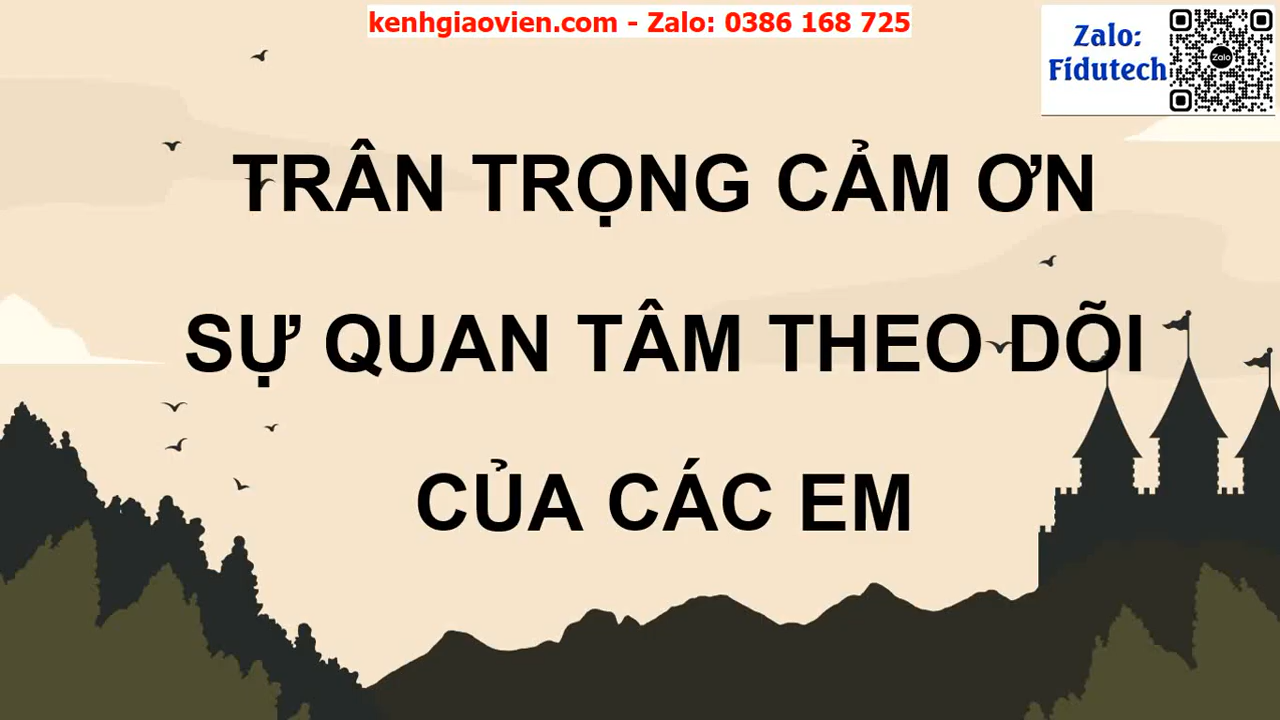 kenhgiaovien.com - Zalo: 0386 168 725
Zalo:
Fidutech
Zalo
TRÂN TRỌNG CẢM ƠN
SỰ QUAN TÂM THEO DÕI
CỦA CÁC EM